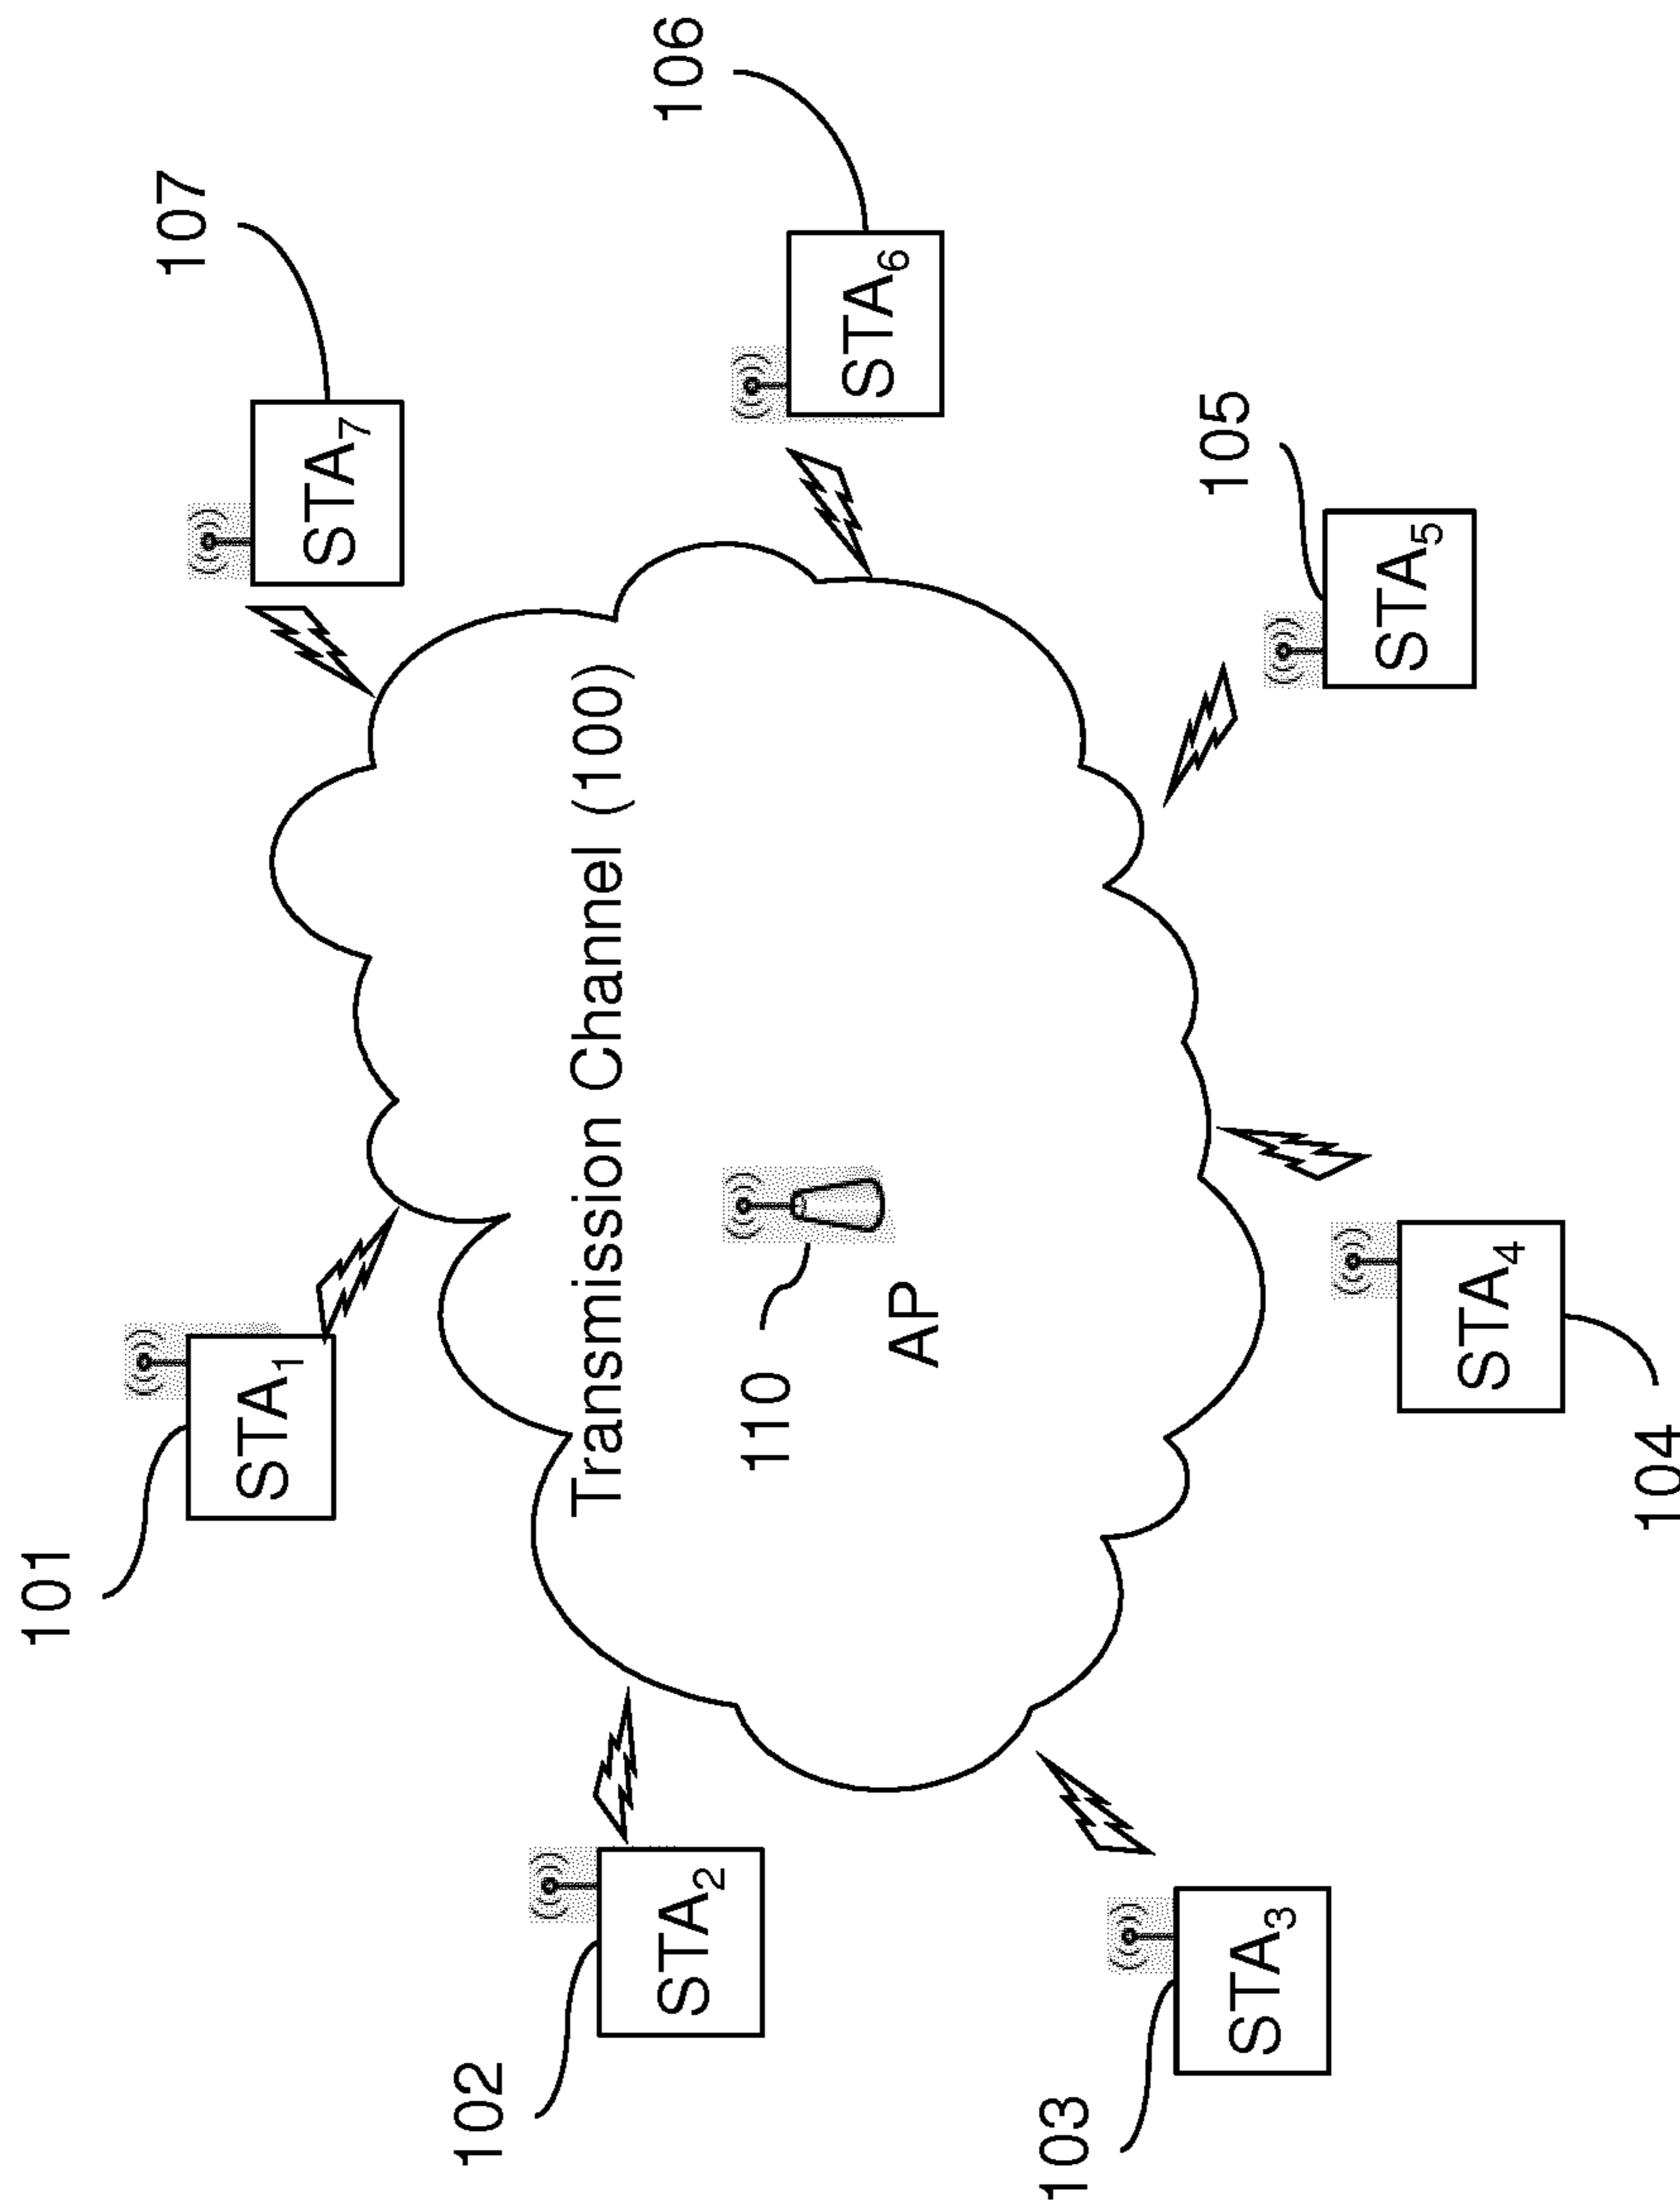 101
STA1
107
STA7
102
STA2
Transmission Channel (100)
106
STA6
110
AP
103
STA3
105
STA5
STA4
104